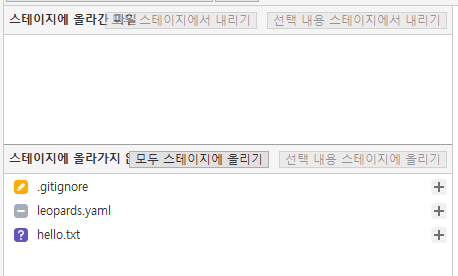 스테이지에 올라간 파일
모두 스테이지에서 내리기
선택 내용 스테이지에서 내리기
스테이지에 올라가지
모두 스테이지에 올리기
선택 내용 스테이지에 올리기
.gitignore
leopards.yaml
hello.txt